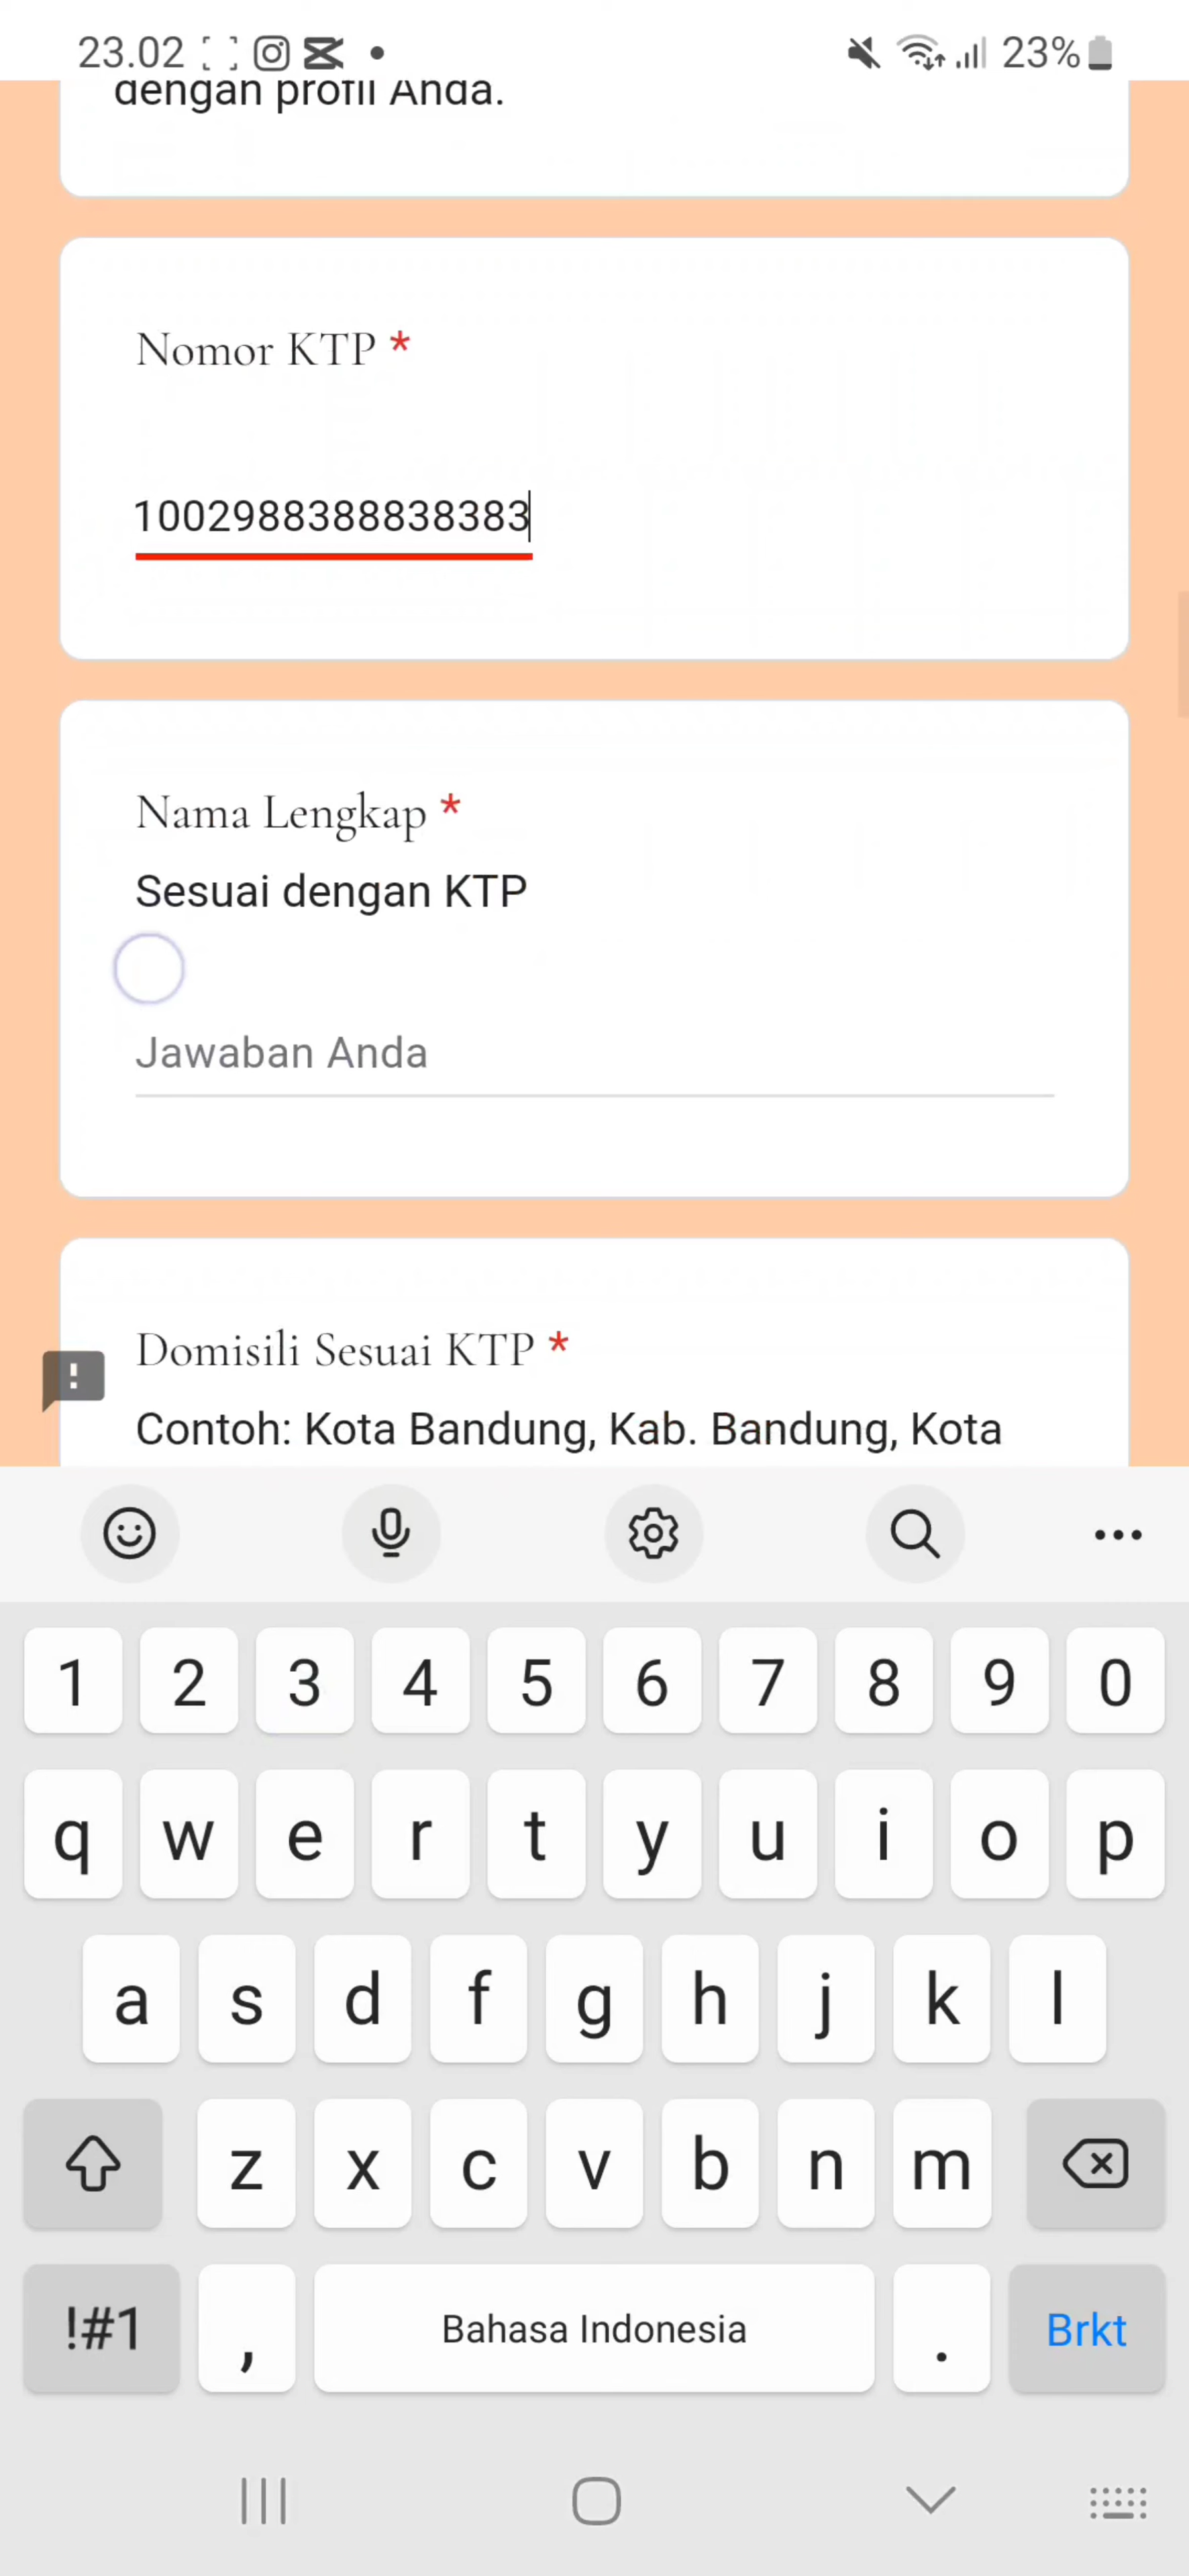 23.02 23%
dengan profil Anda.
Nomor KTP *
1002988388838383
Nama Lengkap *
Sesuai dengan KTP
Jawaban Anda
Domisili Sesuai KTP *
Contoh: Kota Bandung, Kab. Bandung, Kota
1 2 3 4 5 6 7 8 9 0
q w e r t y u i o p
a s d f g h j k l
z x c v b n m
!#1 , Bahasa Indonesia . Brkt